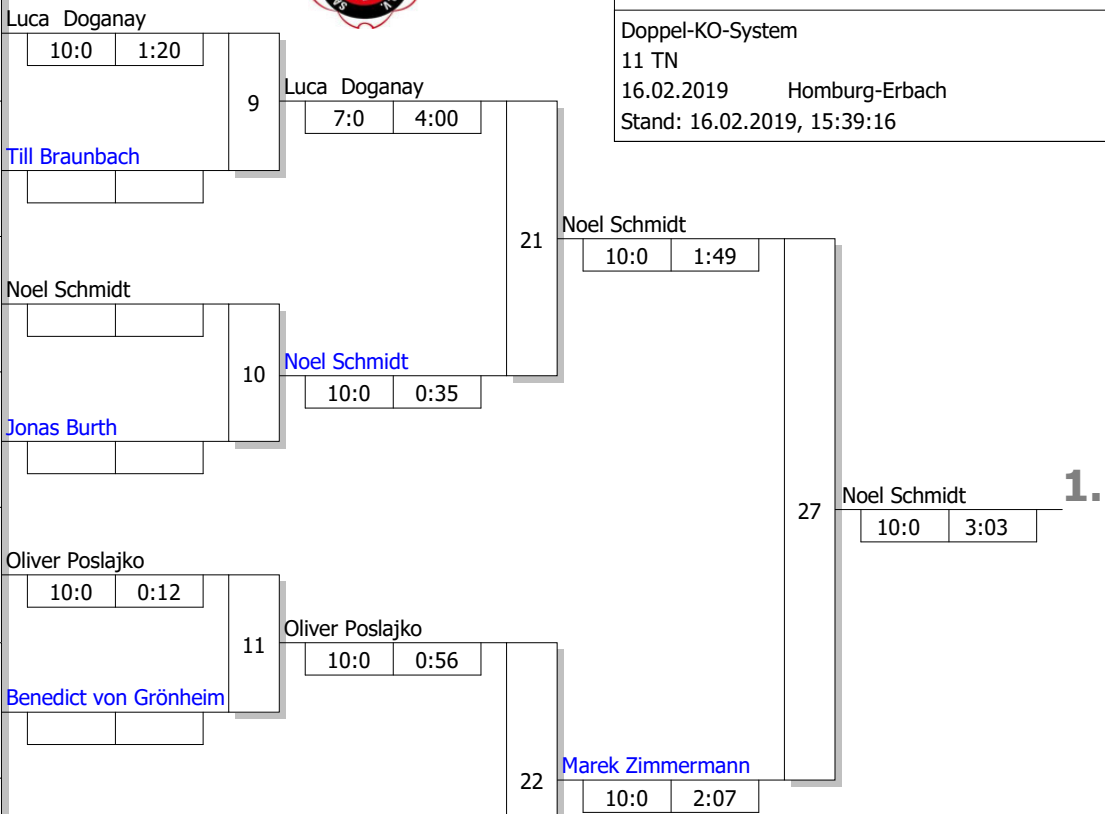 Luca Doganay
10:0 1:20
9
Till Braunbach
Luca Doganay
7:0 4:00
Doppel-KO-System
11 TN
16.02.2019 Homburg-Erbach
Stand: 16.02.2019, 15:39:16
21
Noel Schmidt
10:0 1:49
Noel Schmidt
10
Noel Schmidt
10:0 0:35
Jonas Burth
27
Noel Schmidt
10:0 3:03
1.
Oliver Poslajko
10:0 0:12
11
Oliver Poslajko
10:0 0:56
Benedict von Grönheim
22
Marek Zimmermann
10:0 2:07